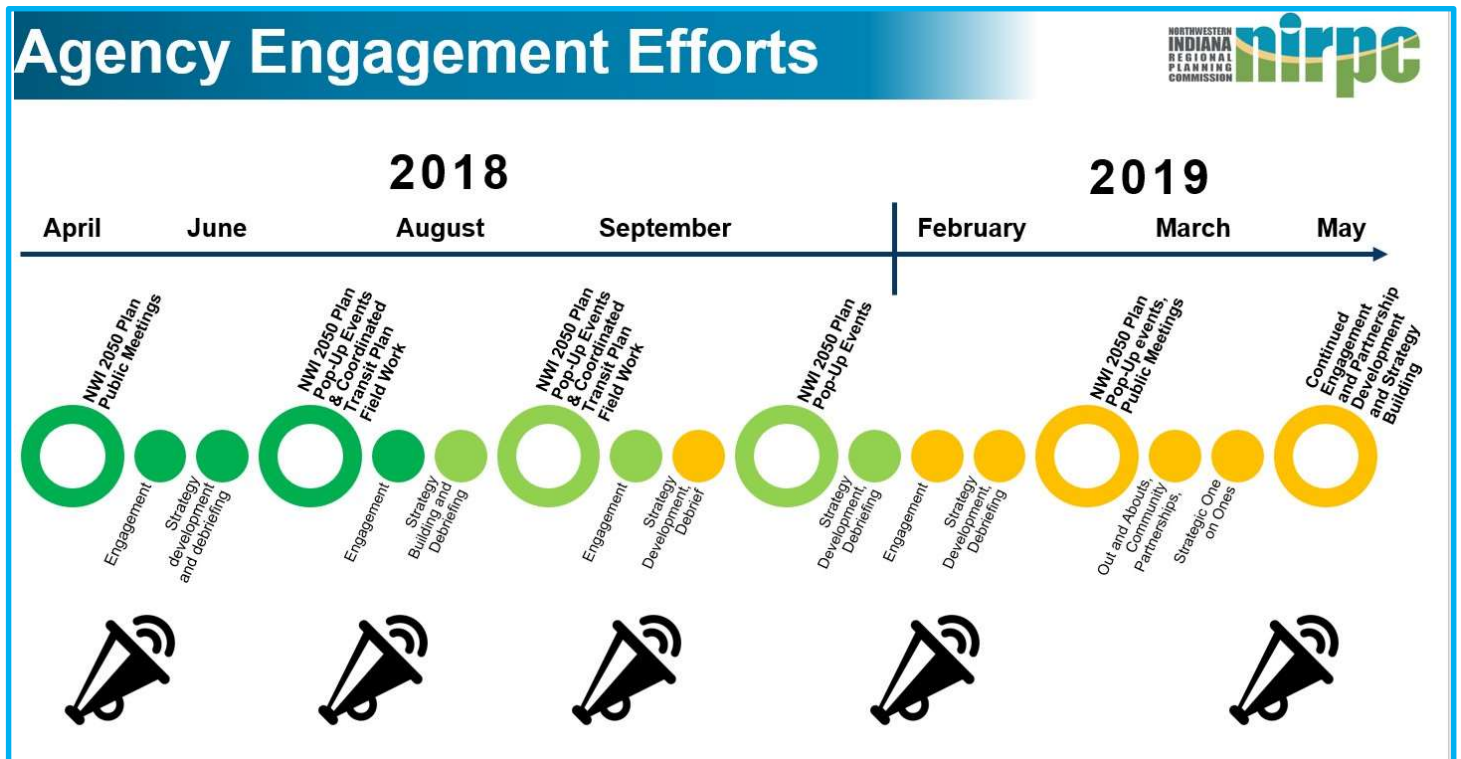 Agency Engagement Efforts
NORTHWESTERN
INDIANA
REGIONAL
PLANNING
COMMISSION
nirpc
2018
2019
April
June
August
September
February
March
May
NWI 2050 Plan
Public Meetings
NWI 2050 Plan
Pop-Up Events
& Coordinated
Transit Plan
Field Work
NWI 2050 Plan
Pop-Up Events
& Coordinated
Transit Plan
Field Work
NWI 2050 Plan
Pop-Up Events
NWI 2050 Plan
Pop-Up events,
Public Meetings
Continued
Engagement
and Partnership
Development
and Strategy
Building
Engagement
Strategy
development
and debriefing
Engagement
Strategy
Building and
Debriefing
Engagement
Strategy
Development,
Debrief
Strategy
Development,
Debriefing
Engagement
Strategy
Development,
Debriefing
Out and Abouts,
Community
Partnerships,
Strategic One
on Ones